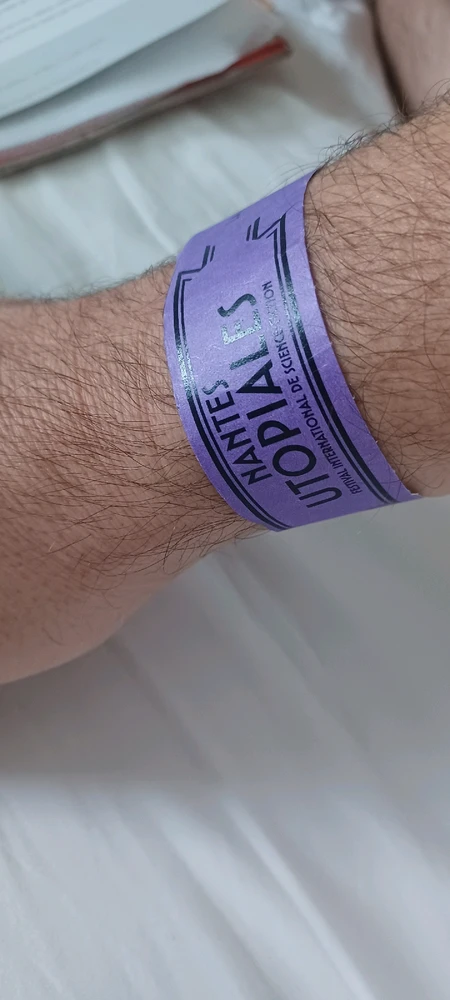 NANTES
UTOPIALES
FESTIVAL INTERNATIONAL DE SCIENCE-FICTION